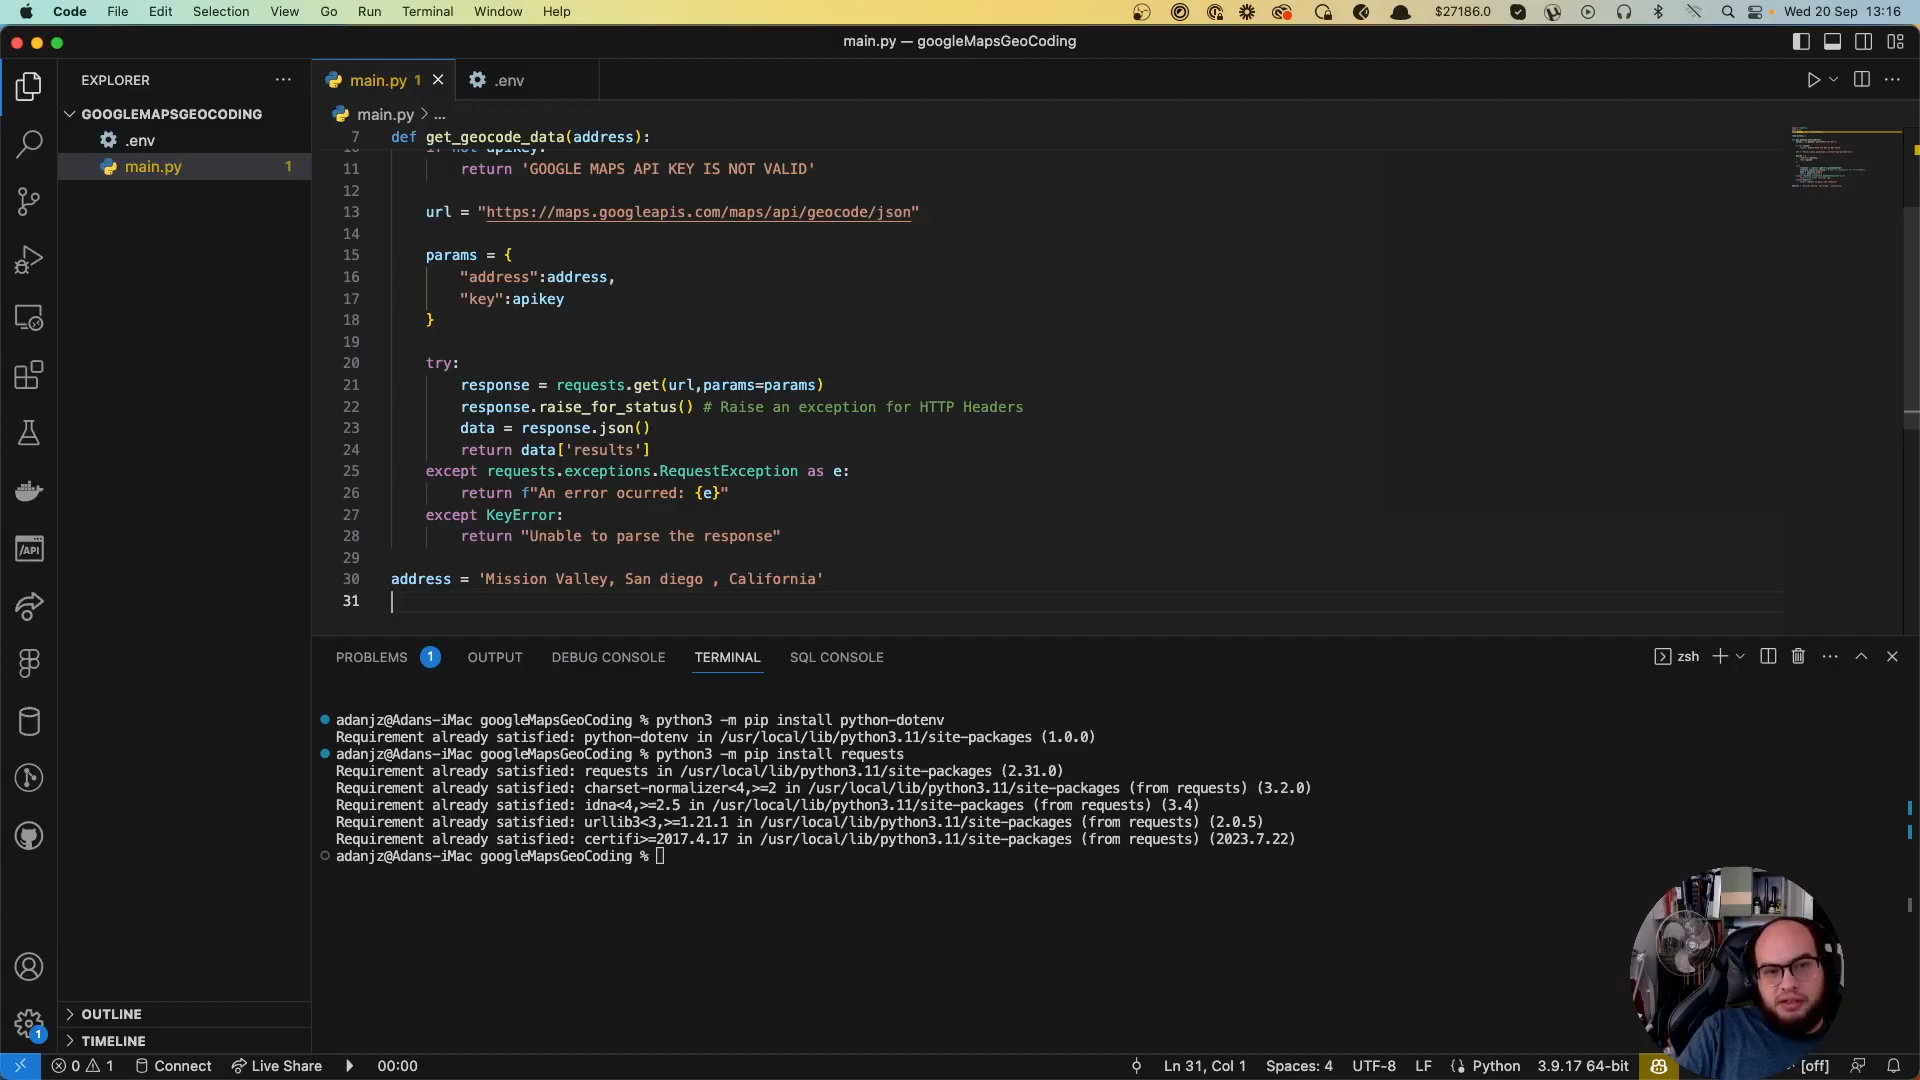 Code File Edit Selection View Go Run Terminal Window Help $27186.0 Wed 20 Sep 13:16
main.py — googleMapsGeoCoding
EXPLORER
GOOGLEMAPSGEOCODING
.env
main.py 1
main.py 1
.env
main.py > ...
7 def get_geocode_data(address):
11 return 'GOOGLE MAPS API KEY IS NOT VALID'
12
13 url = "https://maps.googleapis.com/maps/api/geocode/json"
14
15 params = {
16 "address":address,
17 "key":apikey
18 }
19
20 try:
21 response = requests.get(url,params=params)
22 response.raise_for_status() # Raise an exception for HTTP Headers
23 data = response.json()
24 return data['results']
25 except requests.exceptions.RequestException as e:
26 return f"An error ocurred: {e}"
27 except KeyError:
28 return "Unable to parse the response"
29
30 address = 'Mission Valley, San diego , California'
31
PROBLEMS 1 OUTPUT DEBUG CONSOLE TERMINAL SQL CONSOLE
zsh
adanjz@Adans-iMac googleMapsGeoCoding % python3 -m pip install python-dotenv
Requirement already satisfied: python-dotenv in /usr/local/lib/python3.11/site-packages (1.0.0)
adanjz@Adans-iMac googleMapsGeoCoding % python3 -m pip install requests
Requirement already satisfied: requests in /usr/local/lib/python3.11/site-packages (2.31.0)
Requirement already satisfied: charset-normalizer<4,>=2 in /usr/local/lib/python3.11/site-packages (from requests) (3.2.0)
Requirement already satisfied: idna<4,>=2.5 in /usr/local/lib/python3.11/site-packages (from requests) (3.4)
Requirement already satisfied: urllib3<3,>=1.21.1 in /usr/local/lib/python3.11/site-packages (from requests) (2.0.5)
Requirement already satisfied: certifi>=2017.4.17 in /usr/local/lib/python3.11/site-packages (from requests) (2023.7.22)
adanjz@Adans-iMac googleMapsGeoCoding %
/API
OUTLINE
TIMELINE
1
0 1 Connect Live Share 00:00 Ln 31, Col 1 Spaces: 4 UTF-8 LF Python 3.9.17 64-bit [off]